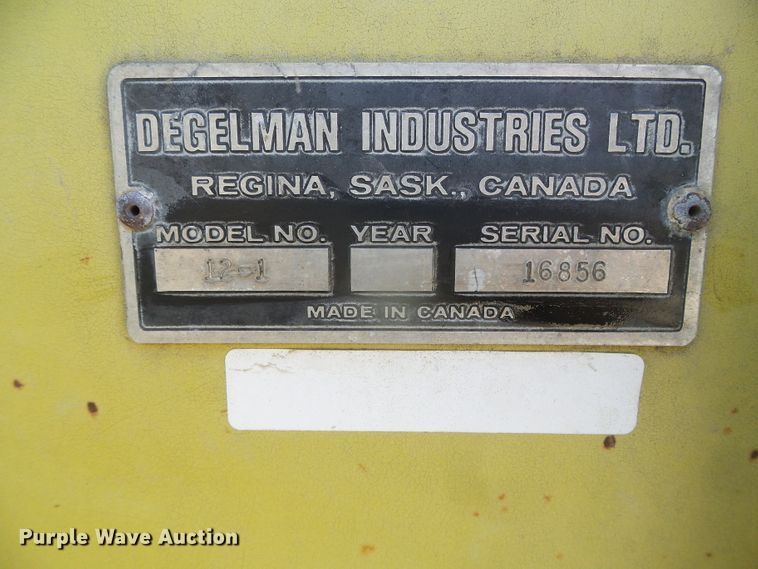 DEGELMAN INDUSTRIES LTD.
REGINA, SASK., CANADA
MODEL NO. YEAR SERIAL NO.
12-1 16856
MADE IN CANADA
Purple Wave Auction